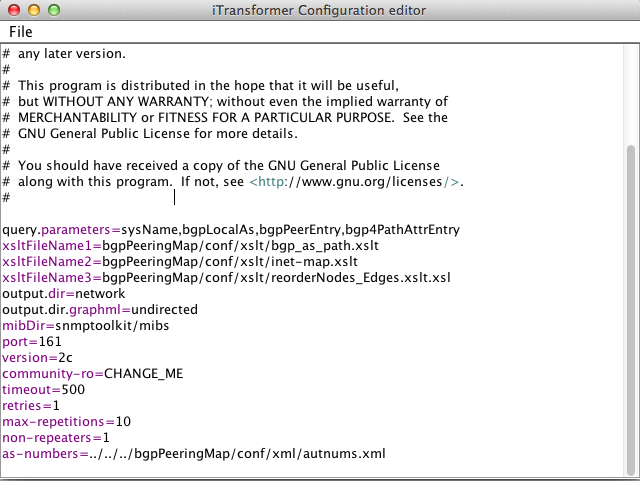 iTransformer Configuration editor
File
# any later version.
#
# This program is distributed in the hope that it will be useful,
# but WITHOUT ANY WARRANTY; without even the implied warranty of
# MERCHANTABILITY or FITNESS FOR A PARTICULAR PURPOSE.  See the
# GNU General Public License for more details.
#
# You should have received a copy of the GNU General Public License
# along with this program.  If not, see <http://www.gnu.org/licenses/>.
#
query.parameters=sysName,bgpLocalAs,bgpPeerEntry,bgp4PathAttrEntry
xsltFileName1=bgpPeeringMap/conf/xslt/bgp_as_path.xslt
xsltFileName2=bgpPeeringMap/conf/xslt/inet-map.xslt
xsltFileName3=bgpPeeringMap/conf/xslt/reorderNodes_Edges.xslt.xsl
output.dir=network
output.dir.graphml=undirected
mibDir=snmptoolkit/mibs
port=161
version=2c
community-ro=CHANGE_ME
timeout=500
retries=1
max-repetitions=10
non-repeaters=1
as-numbers=../../../bgpPeeringMap/conf/xml/autnums.xml